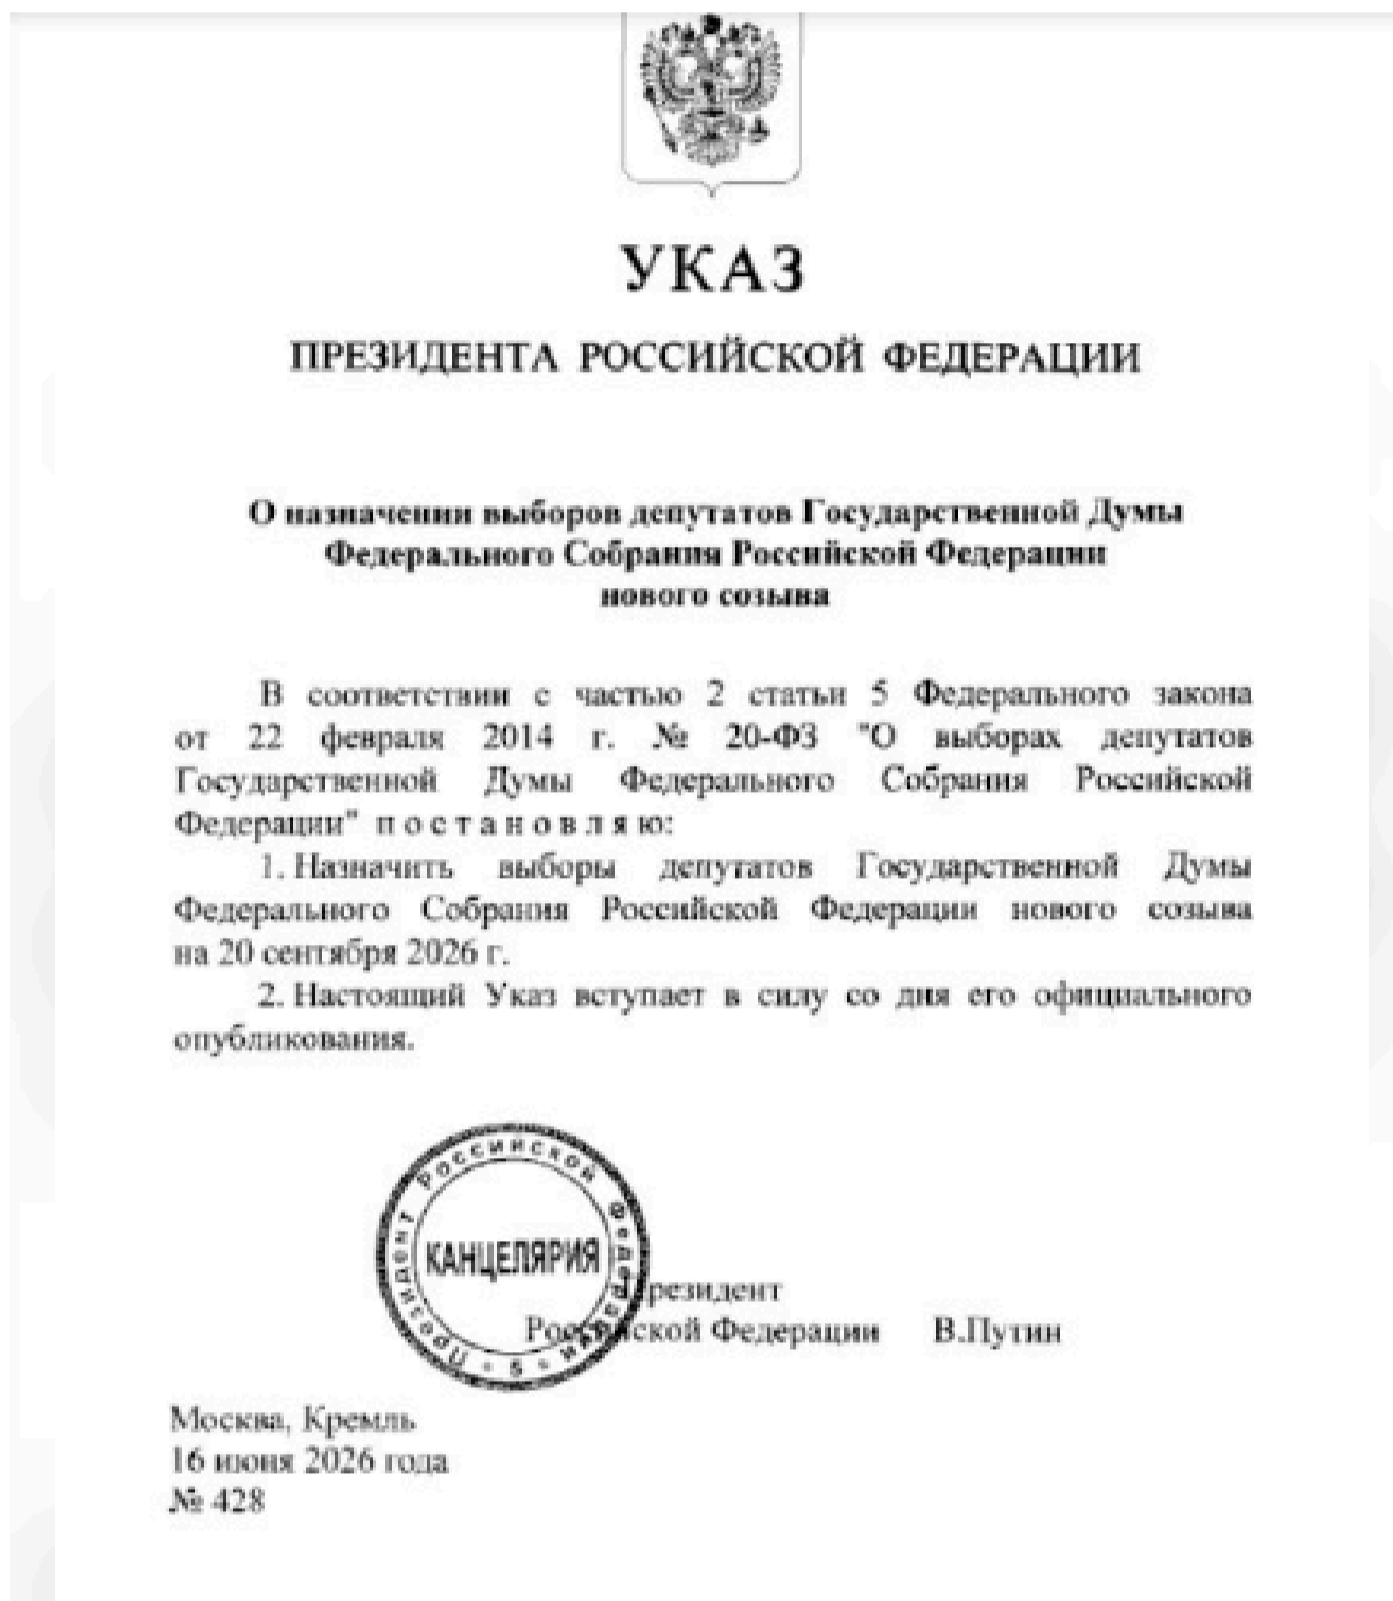 УКАЗ
ПРЕЗИДЕНТА РОССИЙСКОЙ ФЕДЕРАЦИИ
О назначении выборов депутатов Государственной Думы
Федерального Собрания Российской Федерации
нового созыва
В соответствии с частью 2 статьи 5 Федерального закона
от 22 февраля 2014 г. № 20-ФЗ "О выборах депутатов
Государственной Думы Федерального Собрания Российской
Федерации" п о с т а н о в л я ю:
1. Назначить выборы депутатов Государственной Думы
Федерального Собрания Российской Федерации нового созыва
на 20 сентября 2026 г.
2. Настоящий Указ вступает в силу со дня его официального
опубликования.
Президент Российской Федерации
* 5 *
КАНЦЕЛЯРИЯ
Президент
Российской Федерации В.Путин
Москва, Кремль
16 июня 2026 года
№ 428